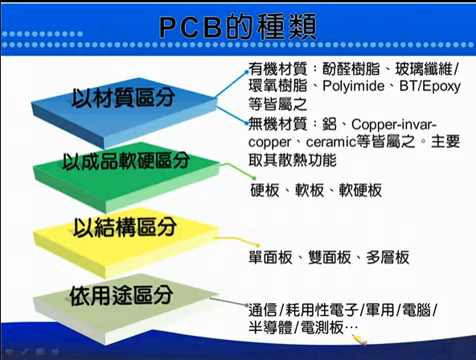 PCB的種類
以材質區分
有機材質：酚醛樹脂、玻璃纖維/
環氧樹脂、Polyimide、BT/Epoxy
等皆屬之
無機材質：鋁、Copper-invar-
copper、ceramic等皆屬之。主要
取其散熱功能
以成品軟硬區分
硬板、軟板、軟硬板
以結構區分
單面板、雙面板、多層板
依用途區分
通信/耗用性電子/軍用/電腦/
半導體/電測板…